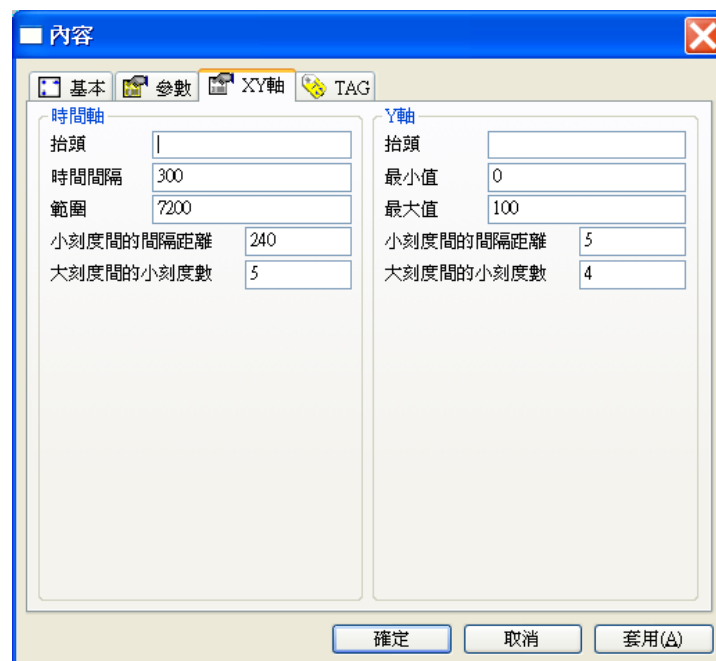 內容
基本 參數 XY軸 TAG
時間軸
抬頭
時間間隔 300
範圍 7200
小刻度間的間隔距離 240
大刻度間的小刻度數 5
Y軸
抬頭
最小值 0
最大值 100
小刻度間的間隔距離 5
大刻度間的小刻度數 4
確定 取消 套用(A)